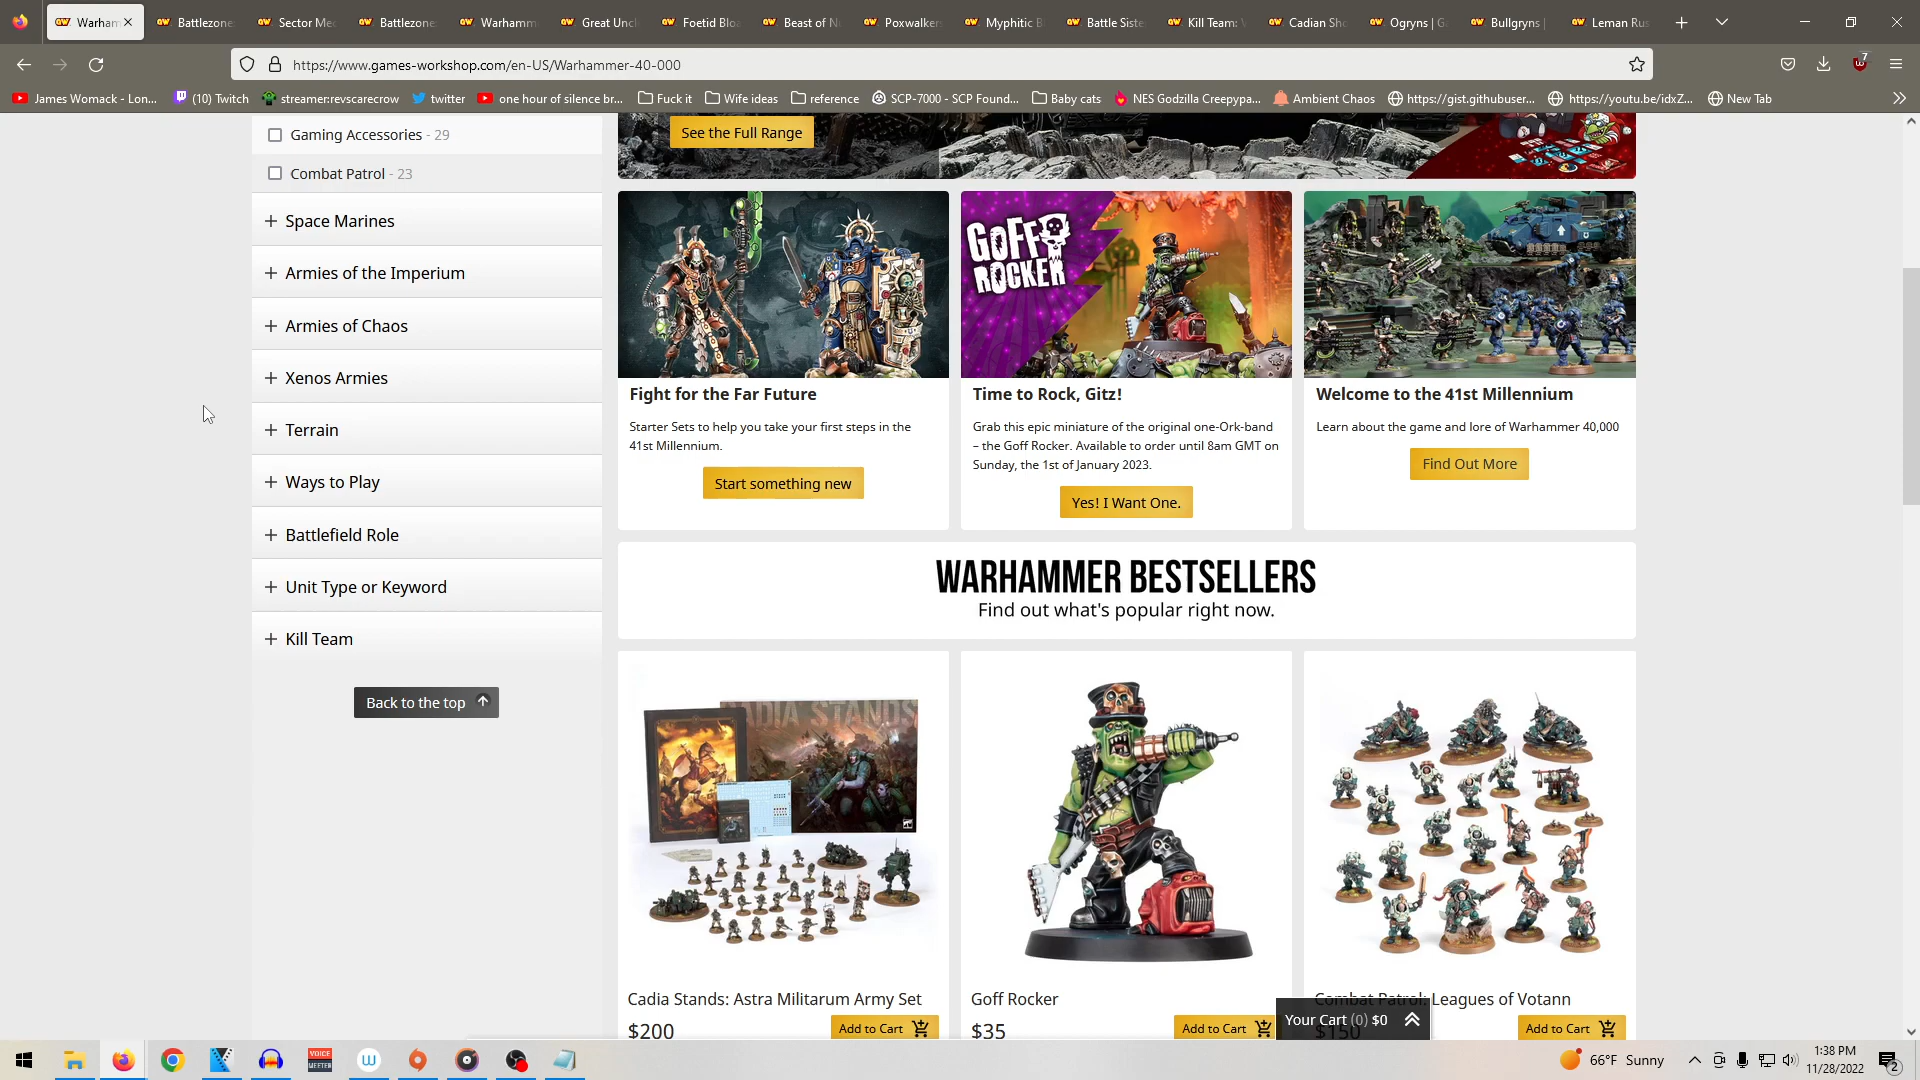 Warham
Battlezone:
Sector Mec
Battlezone
Warhamm
Great Uncl
Foetid Bloa
Beast of Nu
Poxwalkers
Myphitic B
Battle Siste
Kill Team: V
Cadian Sho
Ogryns | Ga
Bullgryns |
Leman Rus
https://www.games-workshop.com/en-US/Warhammer-40-000
7
James Womack - Lon...
(10) Twitch
streamer:revscarecrow
twitter
one hour of silence br...
Fuck it
Wife ideas
reference
SCP-7000 - SCP Found...
Baby cats
NES Godzilla Creepypa...
Ambient Chaos
https://gist.githubuser...
https://youtu.be/idxZ...
New Tab
Gaming Accessories - 29
Combat Patrol - 23
Space Marines
Armies of the Imperium
Armies of Chaos
Xenos Armies
Terrain
Ways to Play
Battlefield Role
Unit Type or Keyword
Kill Team
Back to the top
See the Full Range
Fight for the Far Future
Starter Sets to help you take your first steps in the
41st Millennium.
Start something new
GOFF
ROCKER
Time to Rock, Gitz!
Grab this epic miniature of the original one-Ork-band
– the Goff Rocker. Available to order until 8am GMT on
Sunday, the 1st of January 2023.
Yes! I Want One.
Welcome to the 41st Millennium
Learn about the game and lore of Warhammer 40,000
Find Out More
WARHAMMER BESTSELLERS
Find out what's popular right now.
CADIA STANDS
Cadia Stands: Astra Militarum Army Set
$200
Add to Cart
Goff Rocker
$35
Add to Cart
Combat Patrol: Leagues of Votann
$150
Add to Cart
Your Cart (0) $0
VOICE
MEETER
66°F Sunny
1:38 PM
11/28/2022
2